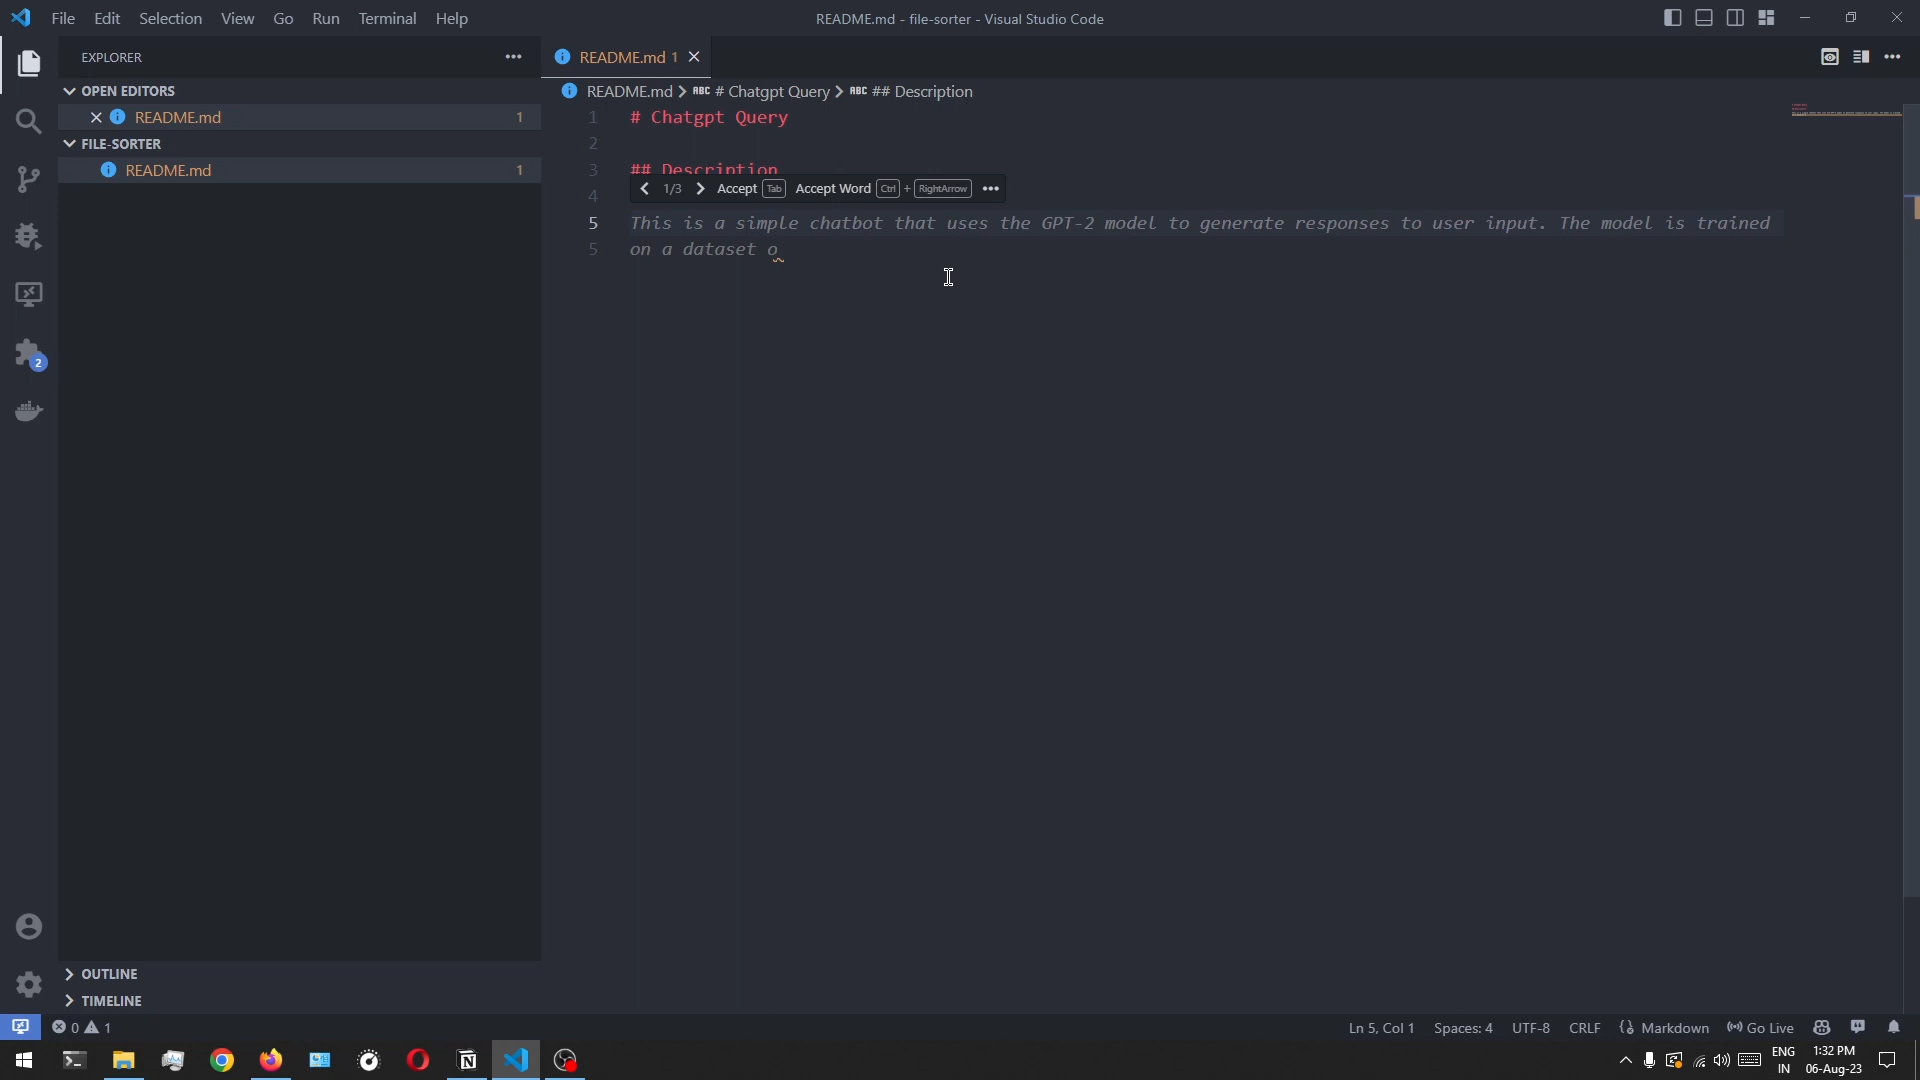 File Edit Selection View Go Run Terminal Help
README.md - file-sorter - Visual Studio Code
EXPLORER
README.md 1
OPEN EDITORS
README.md > ABC # Chatgpt Query > ABC ## Description
README.md 1
1 # Chatgpt Query
FILE-SORTER
2
README.md 1
3 ## Description
4
1/3 Accept Tab Accept Word Ctrl + RightArrow
5 This is a simple chatbot that uses the GPT-2 model to generate responses to user input. The model is trained
5 on a dataset o
2
OUTLINE
TIMELINE
0 1
Ln 5, Col 1 Spaces: 4 UTF-8 CRLF Markdown Go Live
ENG
IN
1:32 PM
06-Aug-23